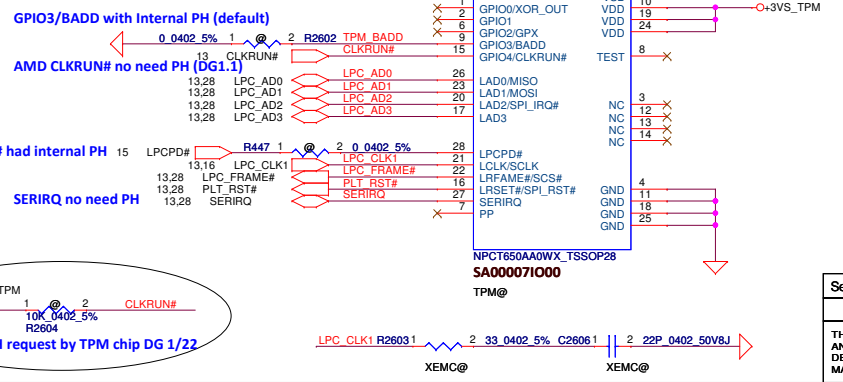 GPIO3/BADD with Internal PH (default)
0_0402_5% 1 @ 2 R2602 TPM_BADD
13 CLKRUN# CLKRUN#
AMD CLKRUN# no need PH (DG1.1)
13,28 LPC_AD0 LPC_AD0
13,28 LPC_AD1 LPC_AD1
13,28 LPC_AD2 LPC_AD2
13,28 LPC_AD3 LPC_AD3
# had internal PH 15 LPCPD# R447 1 @ 2 0_0402_5%
13,16 LPC_CLK1 LPC_CLK1
13,28 LPC_FRAME# LPC_FRAME#
13,28 PLT_RST# PLT_RST#
SERIRQ no need PH 13,28 SERIRQ SERIRQ
1 GPIO0/XOR_OUT
2 GPIO1
6 GPIO2/GPX
9 GPIO3/BADD
15 GPIO4/CLKRUN#
26 LAD0/MISO
23 LAD1/MOSI
20 LAD2/SPI_IRQ#
17 LAD3
28 LPCPD#
21 LCLK/SCLK
22 LRFAME#/SCS#
16 LRSET#/SPI_RST#
27 SERIRQ
7 PP
VDD 10 +3VS_TPM
VDD 19
VDD 24
TEST 8
NC 3
NC 12
NC 13
NC 14
GND 4
GND 11
GND 18
GND 25
NPCT650AA0WX_TSSOP28
SA00007IO00
TPM@
TPM
1 @ 2 CLKRUN#
10K_0402_5%
R2604
request by TPM chip DG 1/22
LPC_CLK1 R2603 1 2 33_0402_5% C2606 1 2 22P_0402_50V8J
XEMC@ XEMC@
Se
TH
AN
DE
MA